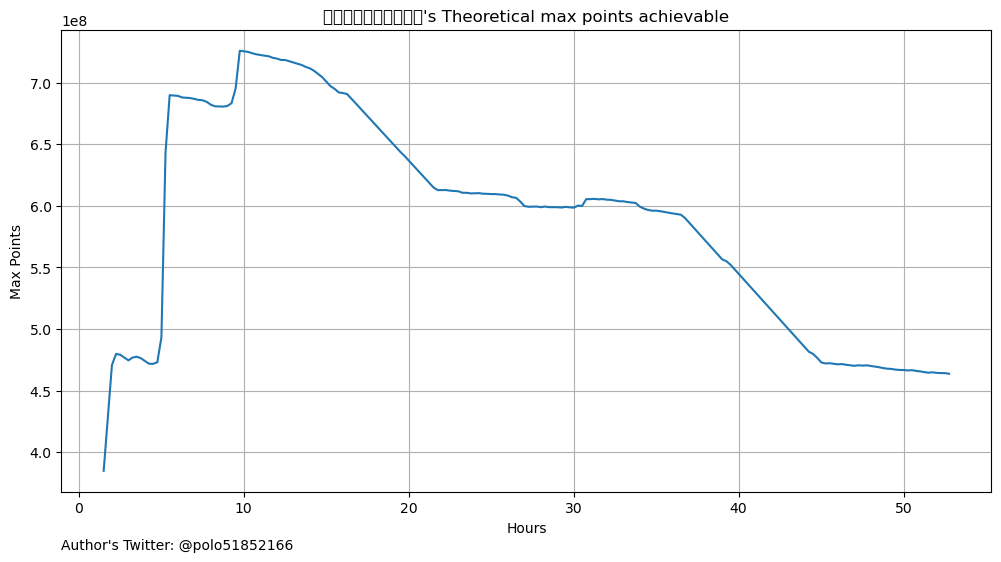 's Theoretical max points achievable
1e8
7.0
6.5
6.0
5.5
5.0
4.5
4.0
Max Points
0 10 20 30 40 50
Hours
Author's Twitter: @polo51852166